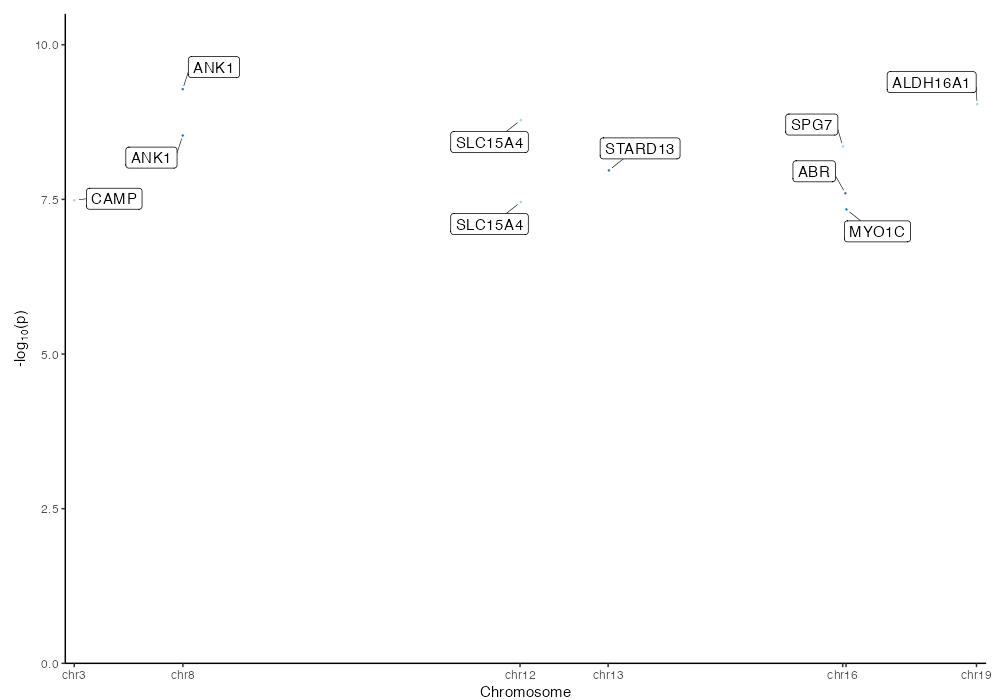 10.0
ANK1
ALDH16A1
SPG7
SLC15A4
STARD13
ANK1
ABR
CAMP
7.5
SLC15A4
MYO1C
-log10(p)
5.0
2.5
0.0
chr3 chr8 chr12 chr13 chr16 chr19
Chromosome